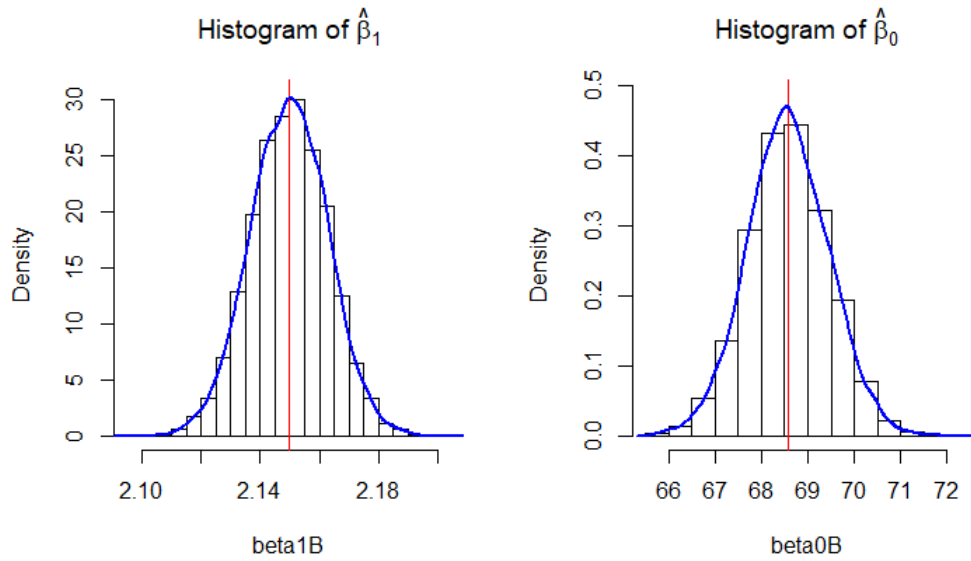 Histogram of β̂₁
Density
0 5 10 15 20 25 30
2.10 2.14 2.18
beta1B
Histogram of β̂₀
Density
0.0 0.1 0.2 0.3 0.4 0.5
66 67 68 69 70 71 72
beta0B